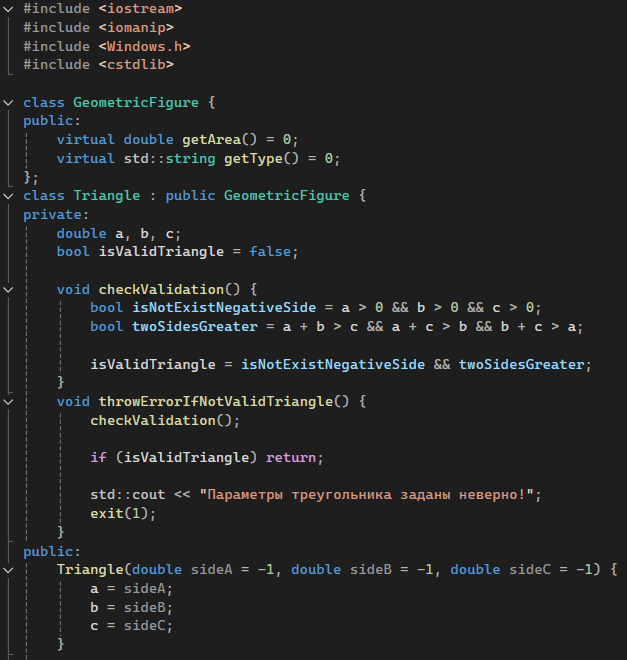 #include <iostream>
#include <iomanip>
#include <Windows.h>
#include <cstdlib>

class GeometricFigure {
public:
    virtual double getArea() = 0;
    virtual std::string getType() = 0;
};
class Triangle : public GeometricFigure {
private:
    double a, b, c;
    bool isValidTriangle = false;

    void checkValidation() {
        bool isNotExistNegativeSide = a > 0 && b > 0 && c > 0;
        bool twoSidesGreater = a + b > c && a + c > b && b + c > a;

        isValidTriangle = isNotExistNegativeSide && twoSidesGreater;
    }
    void throwErrorIfNotValidTriangle() {
        checkValidation();

        if (isValidTriangle) return;

        std::cout << "Параметры треугольника заданы неверно!";
        exit(1);
    }
public:
    Triangle(double sideA = -1, double sideB = -1, double sideC = -1) {
        a = sideA;
        b = sideB;
        c = sideC;
    }